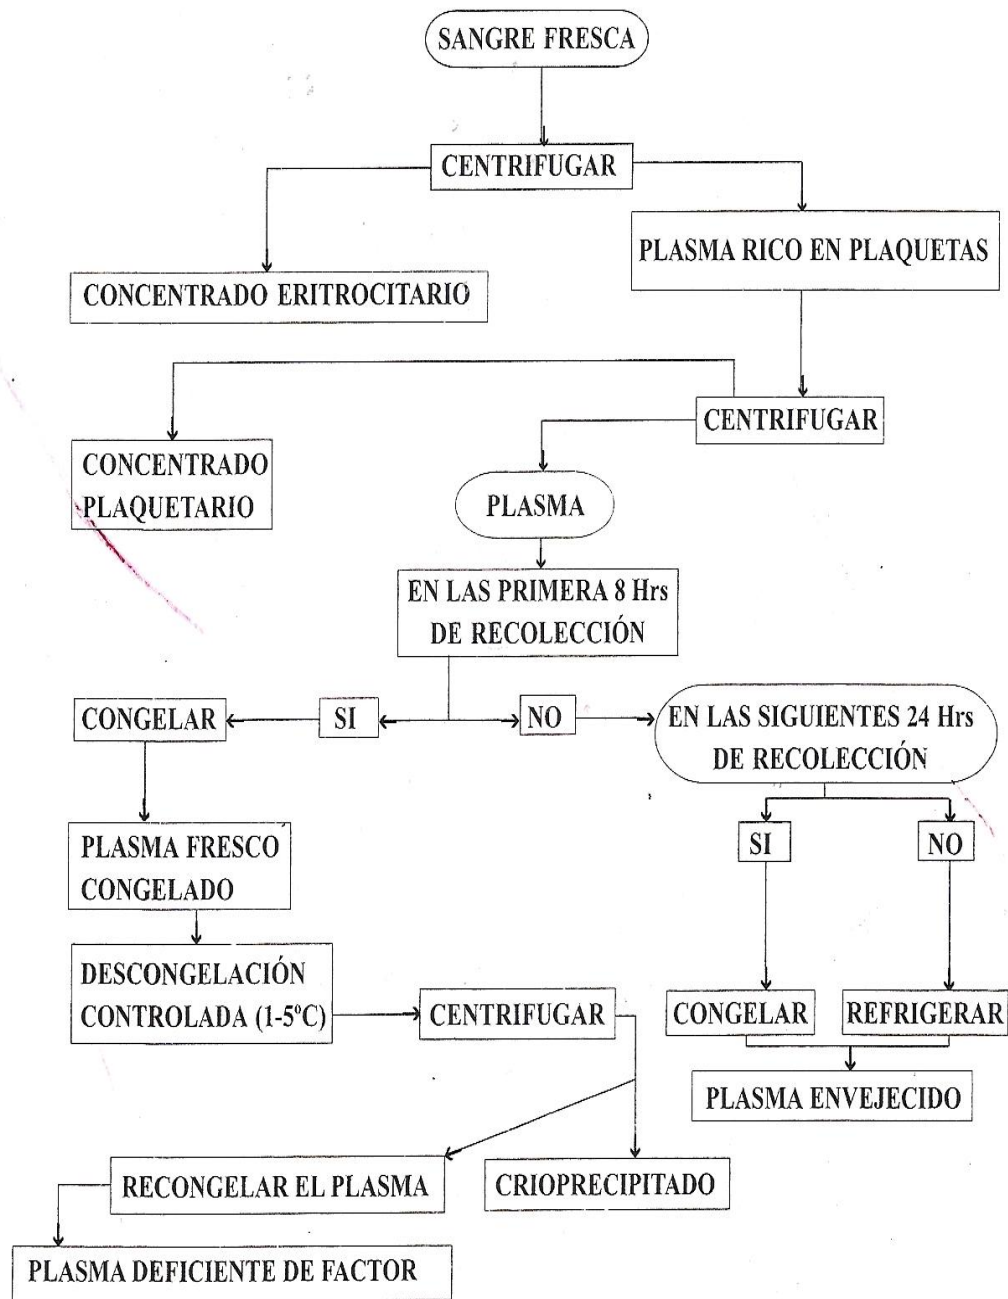 SANGRE FRESCA
CENTRIFUGAR
PLASMA RICO EN PLAQUETAS
CONCENTRADO ERITROCITARIO
CENTRIFUGAR
CONCENTRADO
PLAQUETARIO
PLASMA
EN LAS PRIMERA 8 Hrs
DE RECOLECCIÓN
CONGELAR
SI
NO
EN LAS SIGUIENTES 24 Hrs
DE RECOLECCIÓN
SI
NO
PLASMA FRESCO
CONGELADO
DESCONGELACIÓN
CONTROLADA (1-5ºC)
CENTRIFUGAR
CONGELAR
REFRIGERAR
PLASMA ENVEJECIDO
RECONGELAR EL PLASMA
CRIOPRECIPITADO
PLASMA DEFICIENTE DE FACTOR